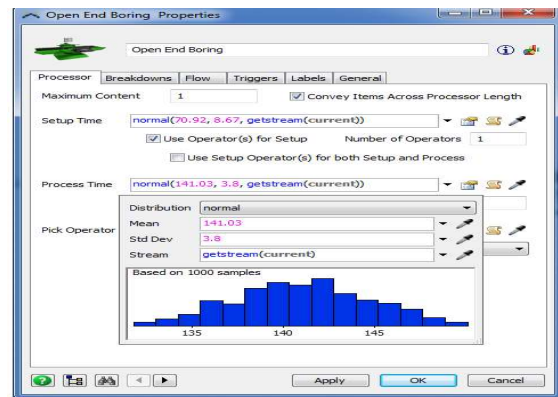 Open End Boring Properties
Open End Boring
Processor Breakdowns Flow Triggers Labels General
Maximum Content 1 Convey Items Across Processor Length
Setup Time normal(70.92, 8.67, getstream(current))
Use Operator(s) for Setup Number of Operators 1
Use Setup Operator(s) for both Setup and Process
Process Time normal(141.03, 3.8, getstream(current))
Distribution normal
Mean 141.03
Pick Operator Std Dev 3.8
Stream getstream(current)
Based on 1000 samples
135 140 145
Apply OK Cancel